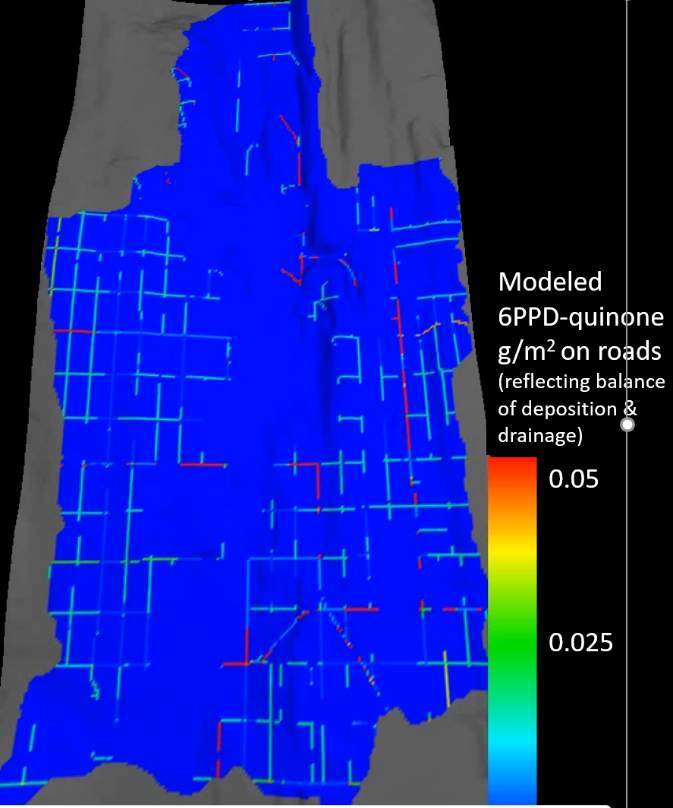 Modeled
6PPD-quinone
g/m² on roads
(reflecting balance
of deposition &
drainage)
0.05
0.025